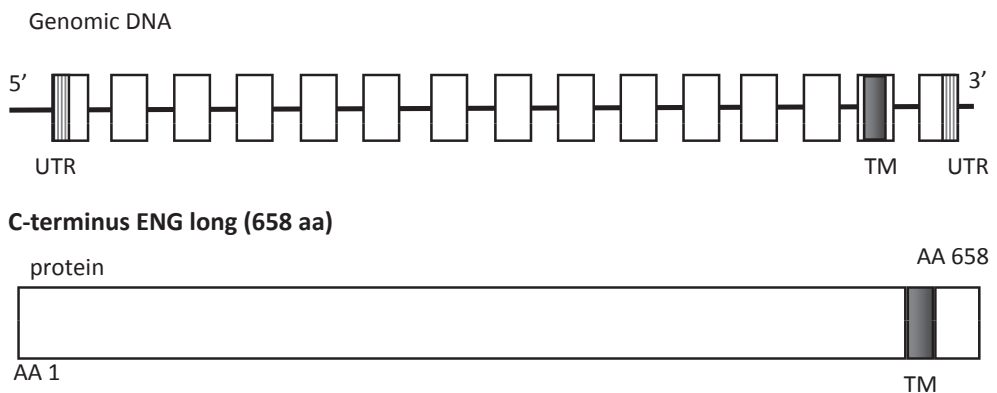 Genomic DNA
5’ 3’
UTR TM UTR
C-terminus ENG long (658 aa)
protein AA 658
AA 1
TM